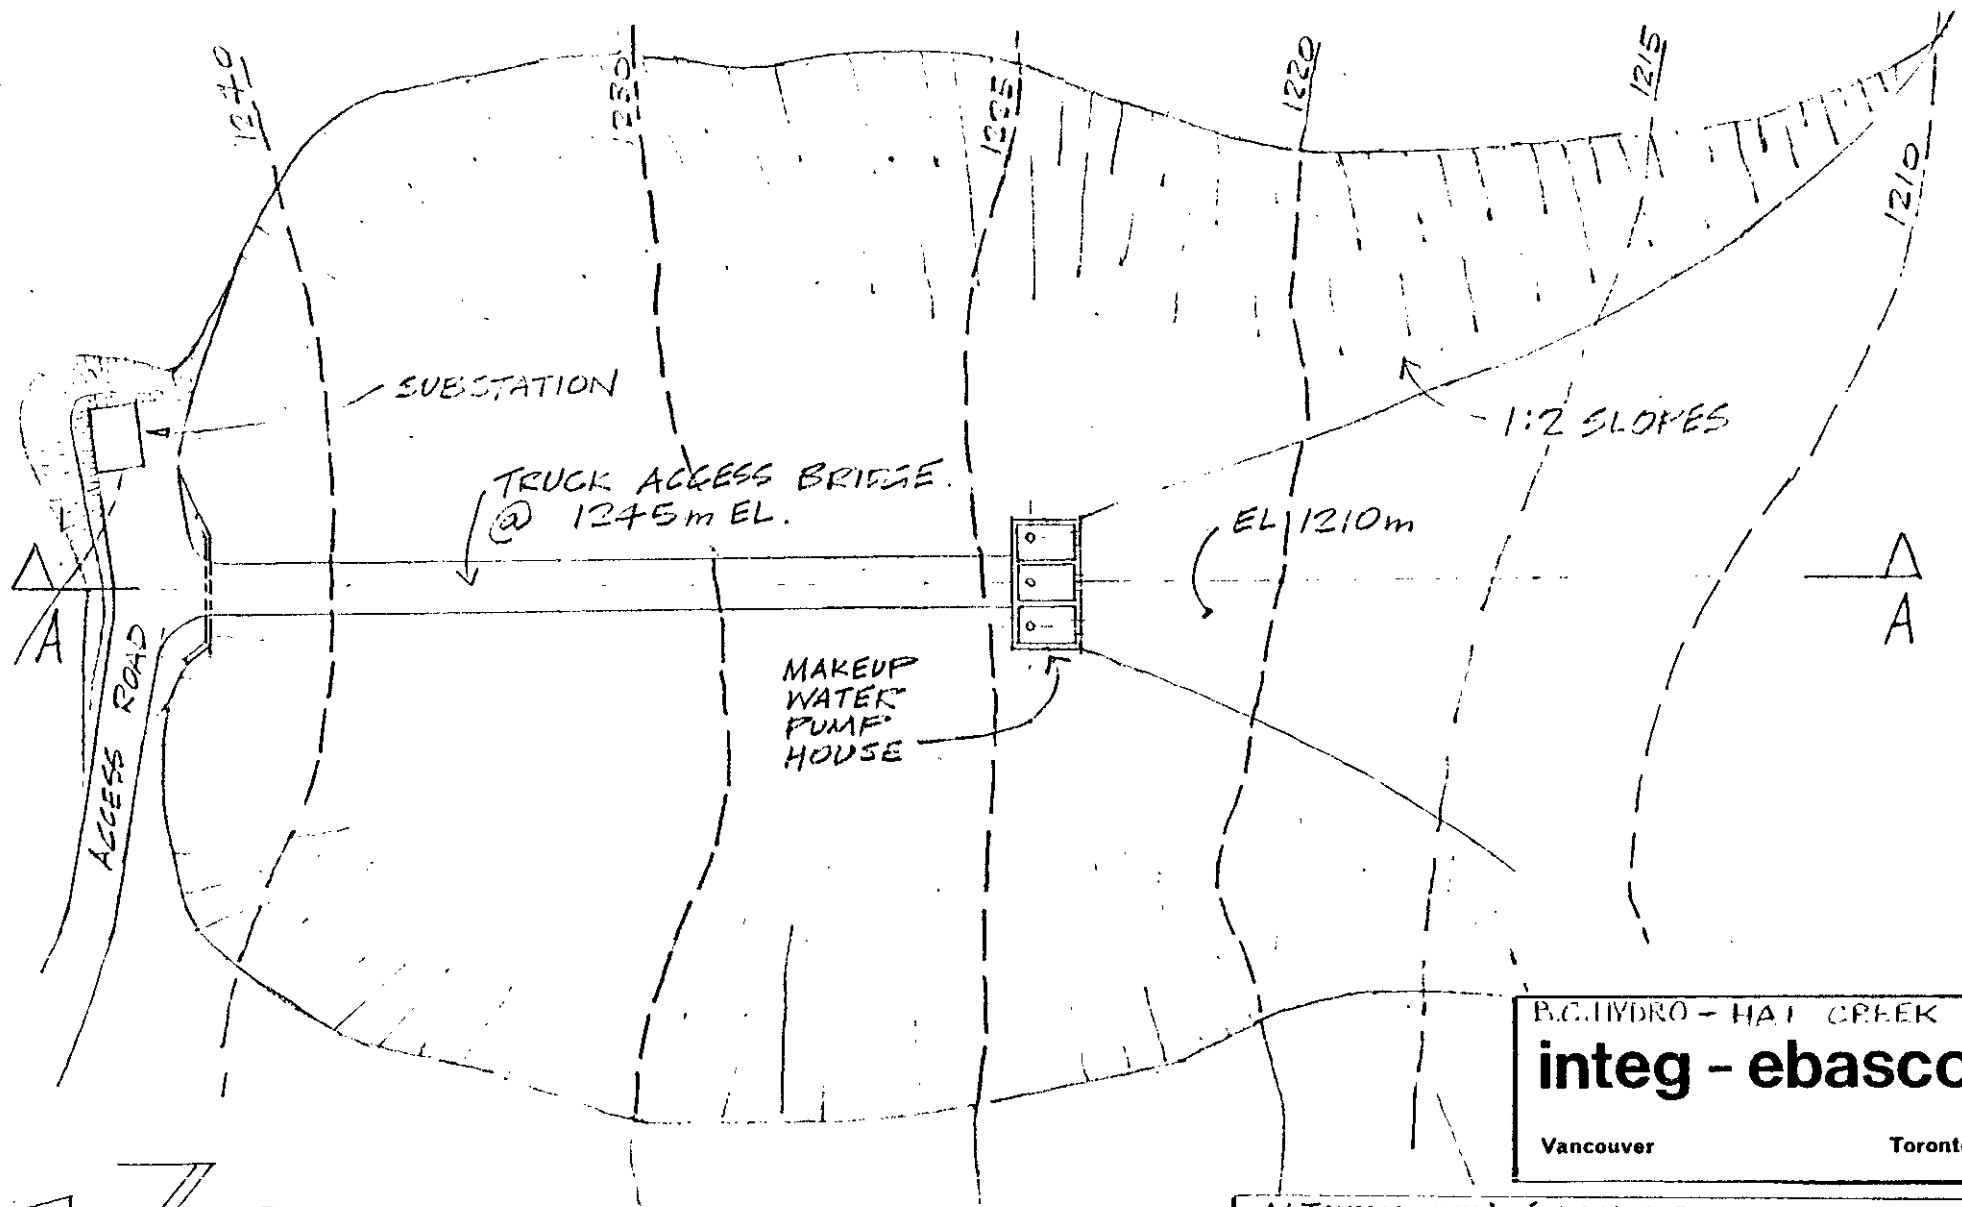 1240
1230
1225
1220
1215
1210
SUBSTATION
1:2 SLOPES
TRUCK ACCESS BRIDGE
@ 1245m EL.
EL 1210m
A
A
ACCESS ROAD
MAKEUP
WATER
PUMP
HOUSE
B.C. HYDRO - HAT CREEK
integ - ebasco
Vancouver Toronto